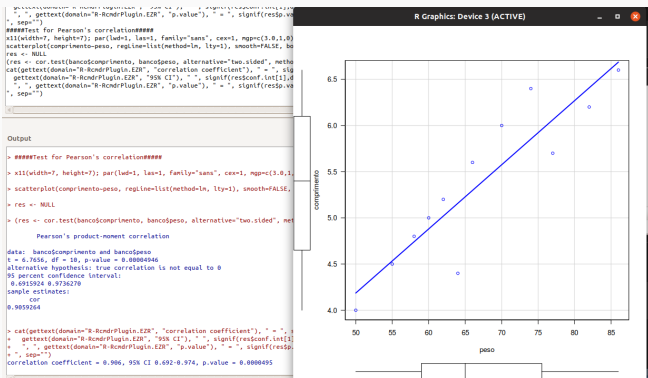 ", gettext(domain="R-RcmdrPlugin.EZR", "p.value"), " = ", signif(res$p.va
", sep="")
#####Test for Pearson's correlation#####
x11(width=7, height=7); par(lwd=1, las=1, family="sans", cex=1, mgp=c(3.0,1,0)
scatterplot(comprimento~peso, regLine=list(method=lm, lty=1), smooth=FALSE, bo
res <- NULL
(res <- cor.test(banco$comprimento, banco$peso, alternative="two.sided", metho
cat(gettext(domain="R-RcmdrPlugin.EZR", "correlation coefficient"), " = ", sig
gettext(domain="R-RcmdrPlugin.EZR", "95% CI"), " ", signif(res$conf.int[1],d
", ", gettext(domain="R-RcmdrPlugin.EZR", "p.value"), " = ", signif(res$p.va
", sep="")
Output
> #####Test for Pearson's correlation#####
> x11(width=7, height=7); par(lwd=1, las=1, family="sans", cex=1, mgp=c(3.0,1,
> scatterplot(comprimento~peso, regLine=list(method=lm, lty=1), smooth=FALSE,
> res <- NULL
> (res <- cor.test(banco$comprimento, banco$peso, alternative="two.sided", met
Pearson's product-moment correlation
data: banco$comprimento and banco$peso
t = 6.7656, df = 10, p-value = 0.00004946
alternative hypothesis: true correlation is not equal to 0
95 percent confidence interval:
0.6915924 0.9736270
sample estimates:
cor
0.9059264
> cat(gettext(domain="R-RcmdrPlugin.EZR", "correlation coefficient"), " = ", s
+ gettext(domain="R-RcmdrPlugin.EZR", "95% CI"), " ", signif(res$conf.int[1]
+ ", ", gettext(domain="R-RcmdrPlugin.EZR", "p.value"), " = ", signif(res$p.
+ ", sep="")
correlation coefficient = 0.906, 95% CI 0.692-0.974, p.value = 0.0000495
R Graphics: Device 3 (ACTIVE)
6.5
6.0
5.5
5.0
4.5
4.0
comprimento
50 55 60 65 70 75 80 85
peso